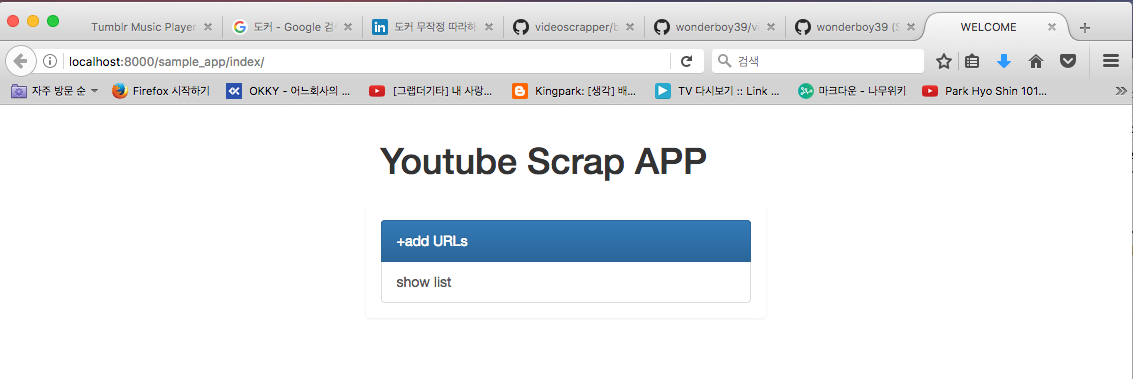 Tumblr Music Player
도커 - Google 검
도커 무작정 따라하
videoscrapper/b
wonderboy39/vi
wonderboy39 (S
WELCOME
localhost:8000/sample_app/index/
검색
자주 방문 순
Firefox 시작하기
OKKY - 어느회사의 ...
[그랩더기타] 내 사랑...
Kingpark: [생각] 배...
TV 다시보기 :: Link ...
마크다운 - 나무위키
Park Hyo Shin 101...
Youtube Scrap APP
+add URLs
show list